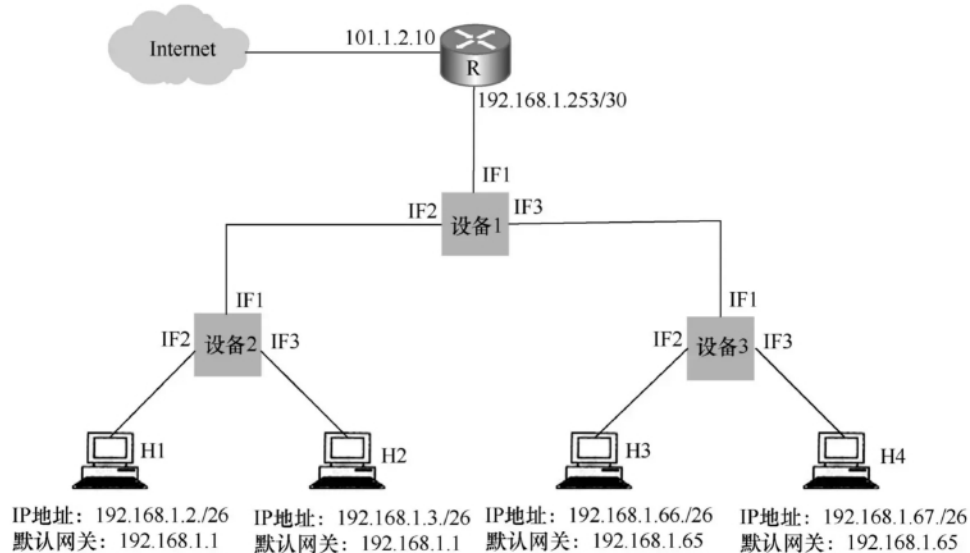 Internet
101.1.2.10
R
192.168.1.253/30
IF1
IF2
设备1
IF3
IF1
IF2
设备2
IF3
IF1
IF2
设备3
IF3
H1
H2
H3
H4
IP地址：192.168.1.2./26
默认网关：192.168.1.1
IP地址：192.168.1.3./26
默认网关：192.168.1.1
IP地址：192.168.1.66./26
默认网关：192.168.1.65
IP地址：192.168.1.67./26
默认网关：192.168.1.65